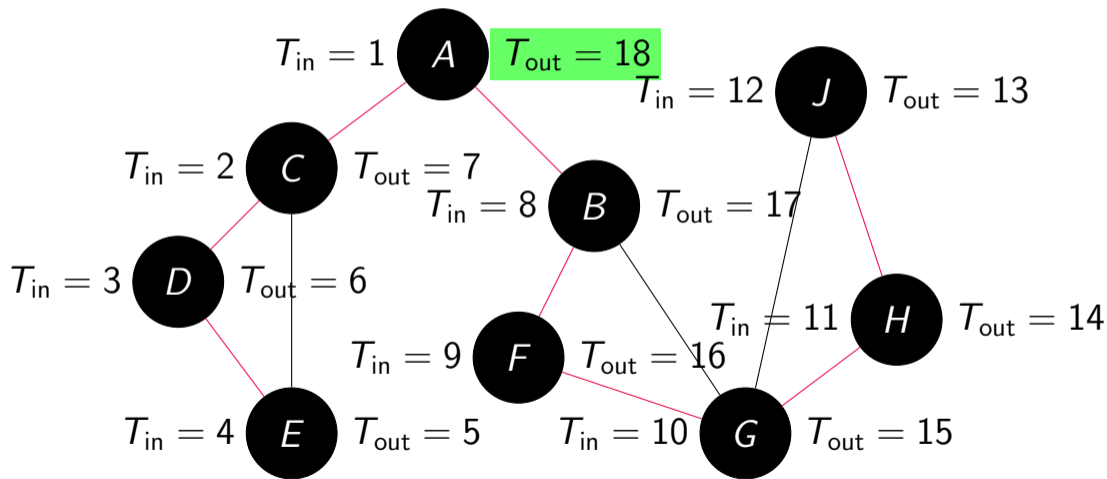 T_in = 1 A T_out = 18
T_in = 12 J T_out = 13
T_in = 2 C T_out = 7
T_in = 8 B T_out = 17
T_in = 3 D T_out = 6
T_in = 11 H T_out = 14
T_in = 9 F T_out = 16
T_in = 4 E T_out = 5
T_in = 10 G T_out = 15